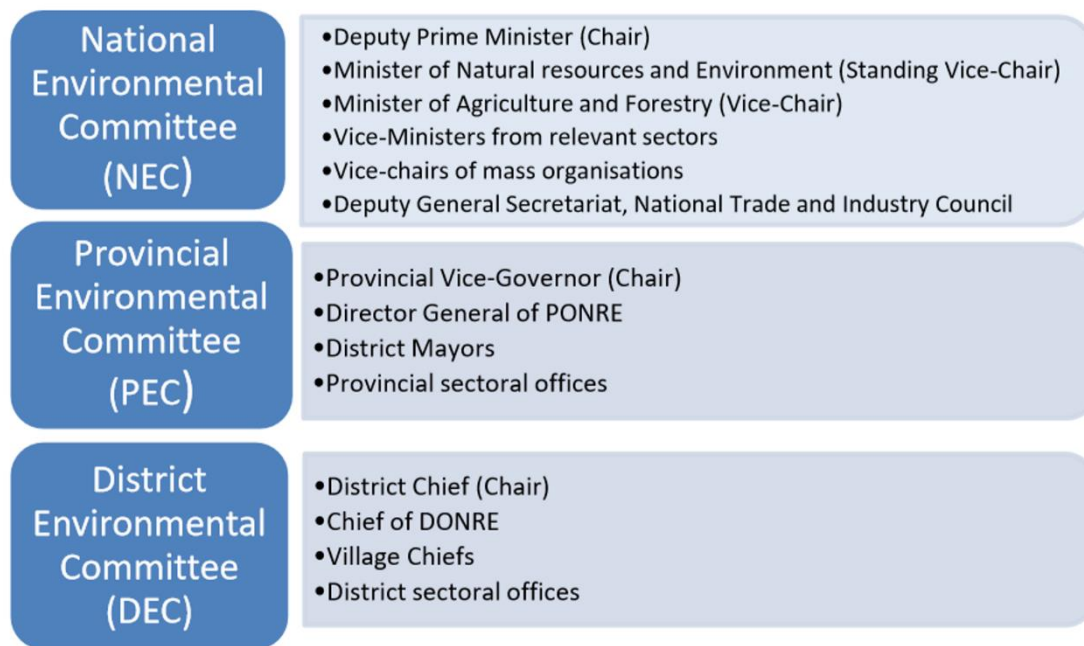 National
Environmental
Committee
(NEC)
•Deputy Prime Minister (Chair)
•Minister of Natural resources and Environment (Standing Vice-Chair)
•Minister of Agriculture and Forestry (Vice-Chair)
•Vice-Ministers from relevant sectors
•Vice-chairs of mass organisations
•Deputy General Secretariat, National Trade and Industry Council
Provincial
Environmental
Committee
(PEC)
•Provincial Vice-Governor (Chair)
•Director General of PONRE
•District Mayors
•Provincial sectoral offices
District
Environmental
Committee
(DEC)
•District Chief (Chair)
•Chief of DONRE
•Village Chiefs
•District sectoral offices